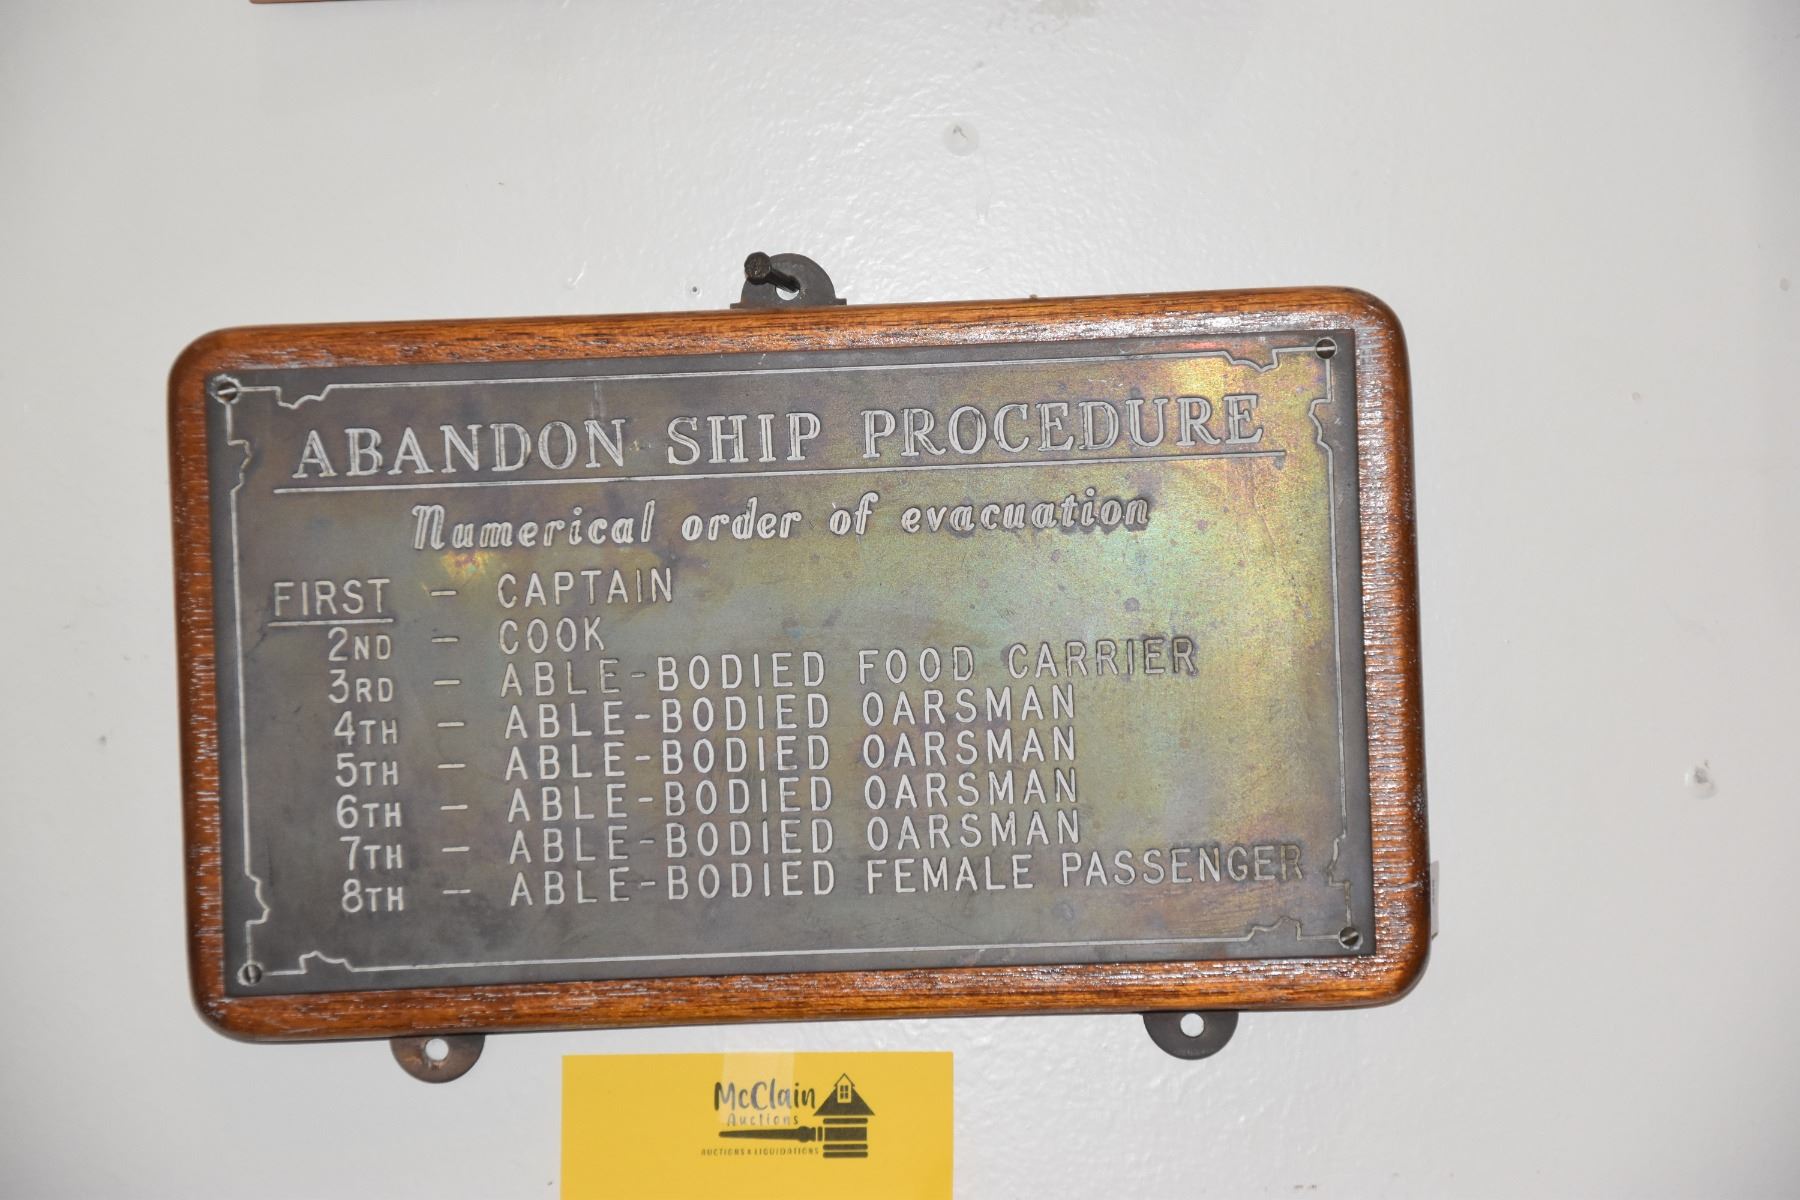 ABANDON SHIP PROCEDURE
Numerical order of evacuation
FIRST - CAPTAIN
2ND - COOK
3RD - ABLE-BODIED FOOD CARRIER
4TH - ABLE-BODIED OARSMAN
5TH - ABLE-BODIED OARSMAN
6TH - ABLE-BODIED OARSMAN
7TH - ABLE-BODIED OARSMAN
8TH - ABLE-BODIED FEMALE PASSENGER
McClain
Auctions
AUCTIONS & LIQUIDATIONS